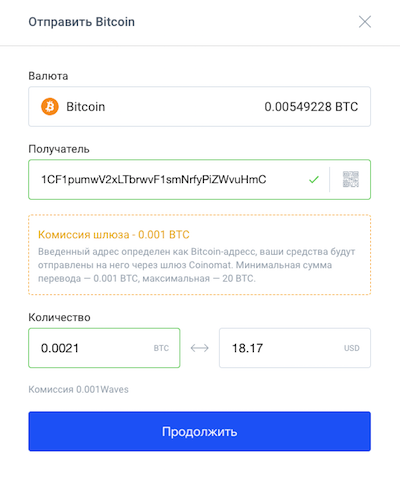 Отправить Bitcoin
Валюта
Bitcoin 0.00549228 BTC
Получатель
1CF1pumwV2xLTbrwvF1smNrfyPiZWvuHmC
Комиссия шлюза - 0.001 BTC
Введенный адрес определен как Bitcoin-адресс, ваши средства будут
отправлены на него через шлюз Coinomat. Минимальная сумма
перевода — 0.001 BTC, максимальная — 20 BTC.
Количество
0.0021 BTC 18.17 USD
Комиссия 0.001Waves
Продолжить